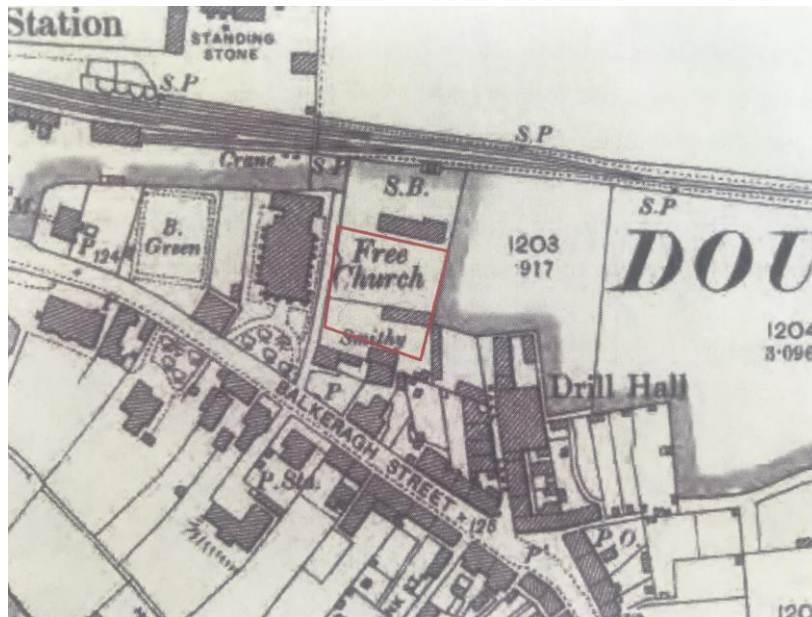 Station
STANDING
STONE
S.P
S.P
Crane
S.P
S.B.
S.P
M.
B.
Green
P
124
Free
Church
1203
.917
DOU
1204
3.096
Smithy
P
Drill Hall
BALKERAGH STREET
126
P. Sta.
P
P.O.
120